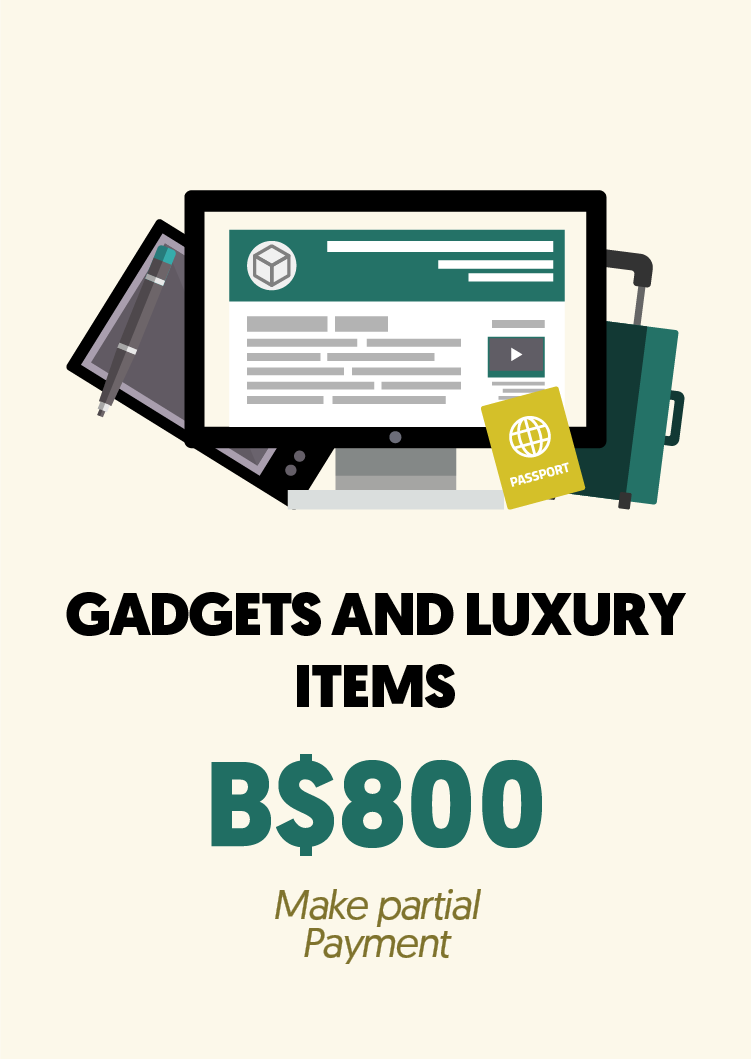 PASSPORT
GADGETS AND LUXURY
ITEMS
B$800
Make partial
Payment